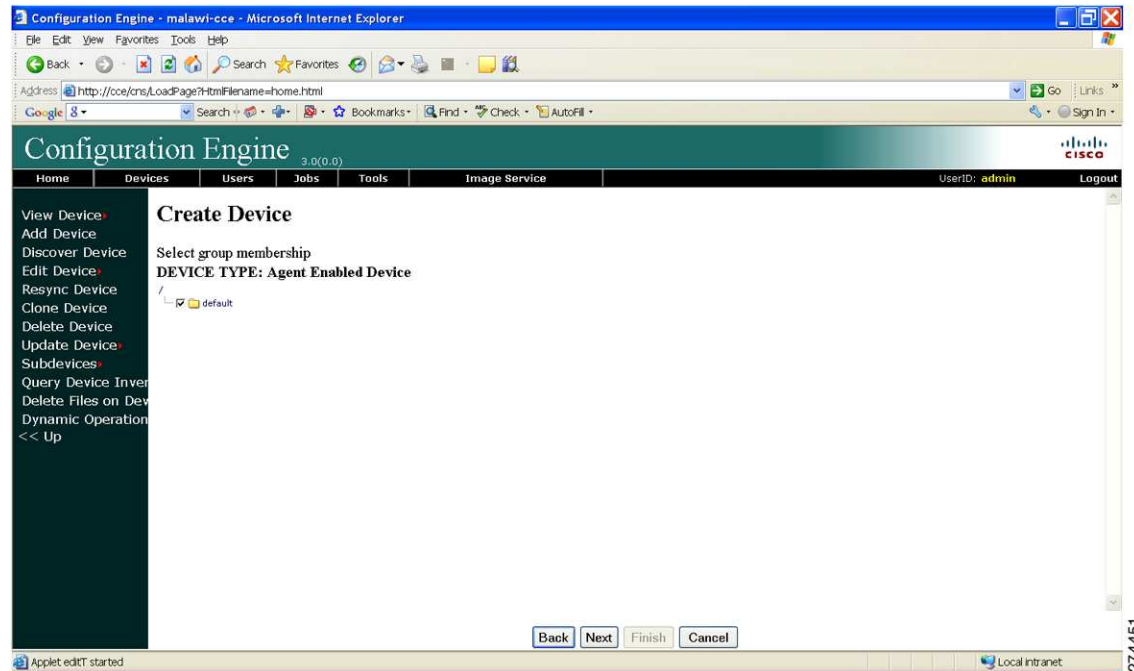 Configuration Engine - malawi-cce - Microsoft Internet Explorer
File Edit View Favorites Tools Help
Back Search Favorites
Address http://cce/cns/LoadPage?HtmlFilename=home.html Go Links »
Google Search Bookmarks Find Check AutoFill Sign In
Configuration Engine 3.0(0.0)
cisco
Home Devices Users Jobs Tools Image Service UserID: admin Logout
View Device
Add Device
Discover Device
Edit Device
Resync Device
Clone Device
Delete Device
Update Device
Subdevices
Query Device Inver
Delete Files on Dev
Dynamic Operation
<< Up
Create Device
Select group membership
DEVICE TYPE: Agent Enabled Device
/
default
Back Next Finish Cancel
Applet editT started
Local intranet
274451